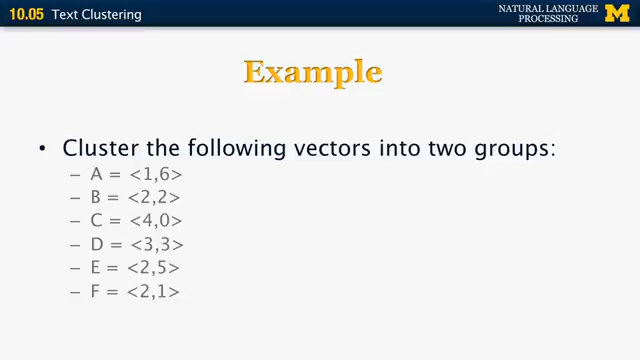 10.05 Text Clustering
NATURAL LANGUAGE
PROCESSING
M
Example
• Cluster the following vectors into two groups:
– A = <1,6>
– B = <2,2>
– C = <4,0>
– D = <3,3>
– E = <2,5>
– F = <2,1>